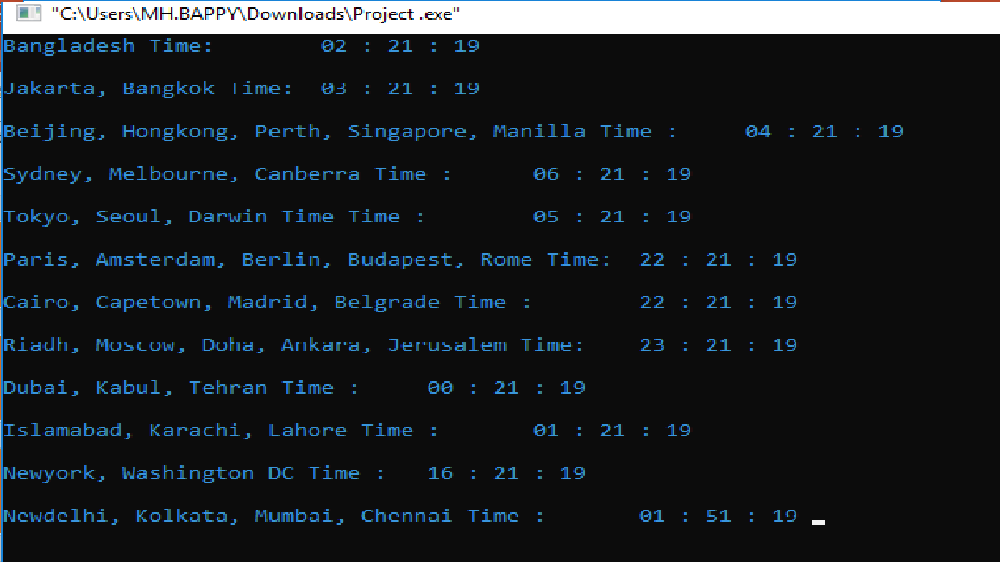 "C:\Users\MH.BAPPY\Downloads\Project .exe"
Bangladesh Time: 02 : 21 : 19
Jakarta, Bangkok Time: 03 : 21 : 19
Beijing, Hongkong, Perth, Singapore, Manilla Time : 04 : 21 : 19
Sydney, Melbourne, Canberra Time : 06 : 21 : 19
Tokyo, Seoul, Darwin Time Time : 05 : 21 : 19
Paris, Amsterdam, Berlin, Budapest, Rome Time: 22 : 21 : 19
Cairo, Capetown, Madrid, Belgrade Time : 22 : 21 : 19
Riadh, Moscow, Doha, Ankara, Jerusalem Time: 23 : 21 : 19
Dubai, Kabul, Tehran Time : 00 : 21 : 19
Islamabad, Karachi, Lahore Time : 01 : 21 : 19
Newyork, Washington DC Time : 16 : 21 : 19
Newdelhi, Kolkata, Mumbai, Chennai Time : 01 : 51 : 19